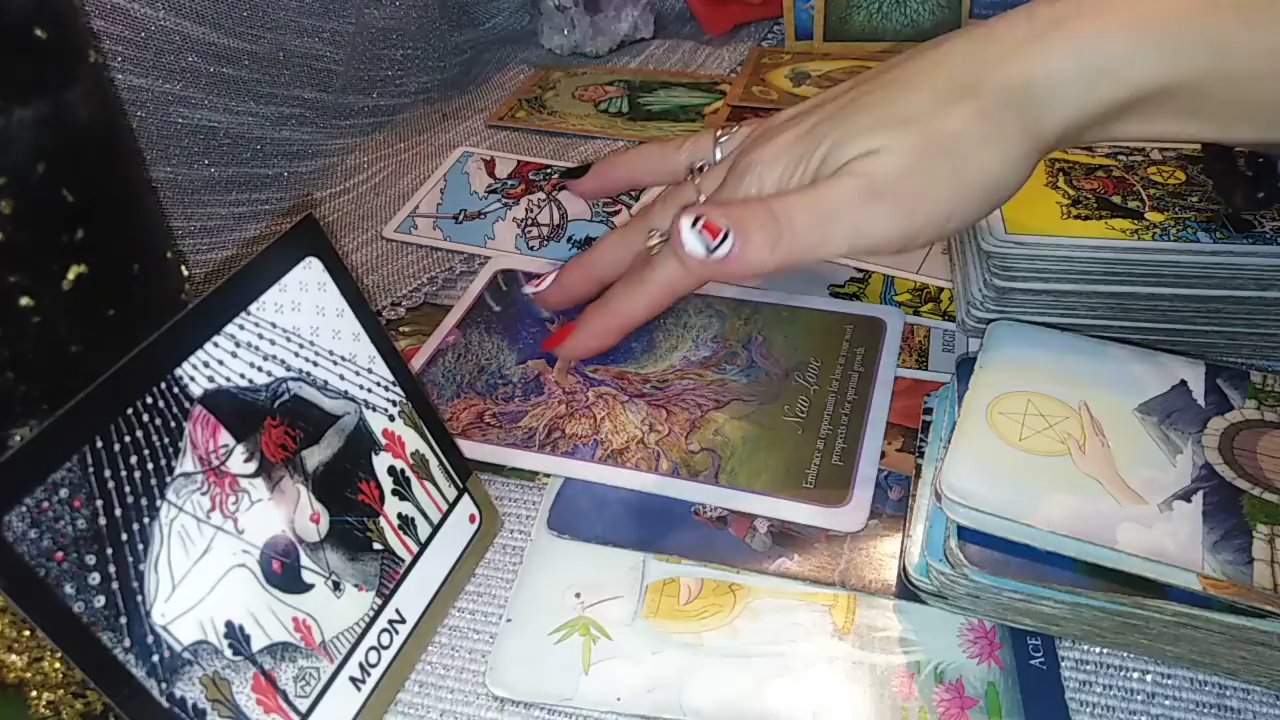 New Love
Embrace an opportunity for love in your work
prospects or for spiritual growth
MOON
ACE